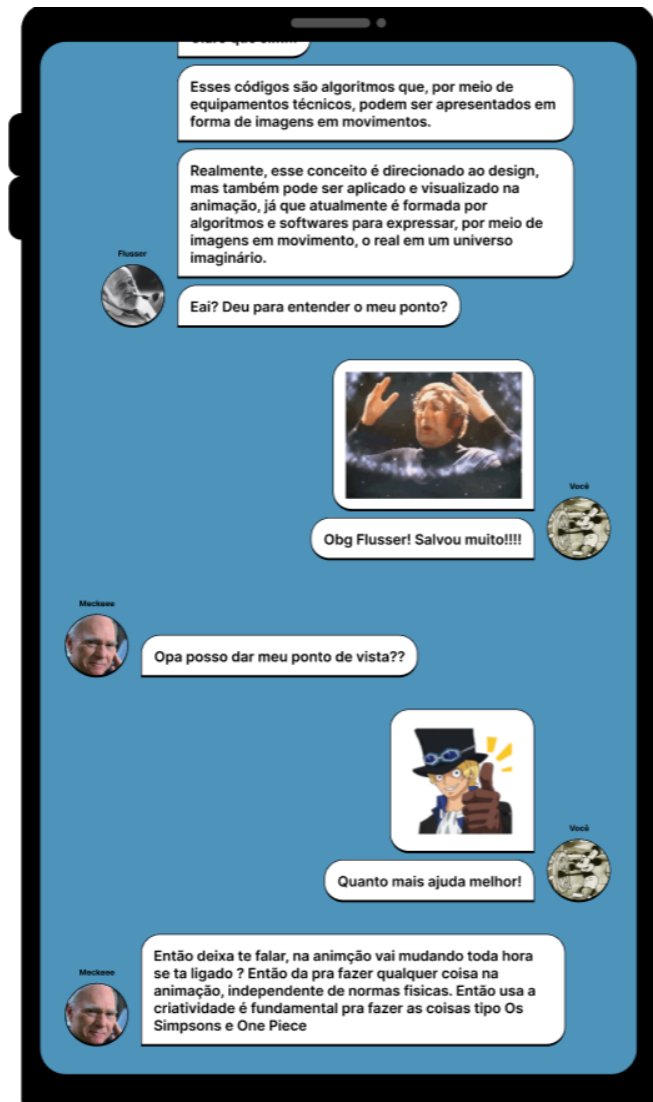 Esses códigos são algoritmos que, por meio de
equipamentos técnicos, podem ser apresentados em
forma de imagens em movimentos.
Realmente, esse conceito é direcionado ao design,
mas também pode ser aplicado e visualizado na
animação, já que atualmente é formada por
algoritmos e softwares para expressar, por meio de
imagens em movimento, o real em um universo
imaginário.
Flusser
Eai? Deu para entender o meu ponto?
Você
Obg Flusser! Salvou muito!!!!
Meckeee
Opa posso dar meu ponto de vista??
Você
Quanto mais ajuda melhor!
Então deixa te falar, na animção vai mudando toda hora
se ta ligado ? Então da pra fazer qualquer coisa na
animação, independente de normas fisicas. Então usa a
criatividade é fundamental pra fazer as coisas tipo Os
Simpsons e One Piece
Meckeee